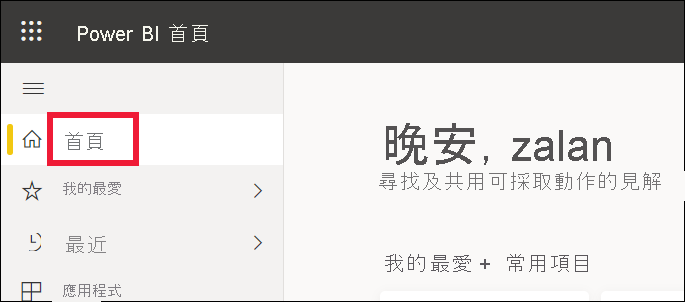 Power BI 首頁
首頁
我的最愛
最近
應用程式
晚安, zalan
尋找及共用可採取動作的見解
我的最愛 + 常用項目